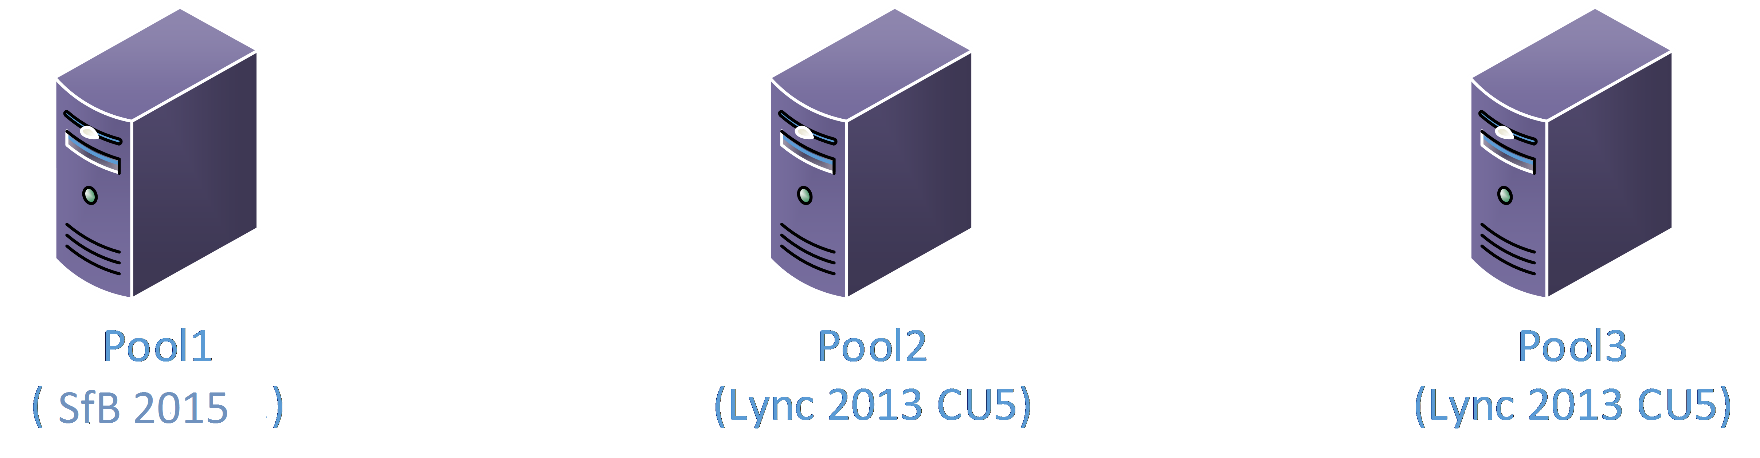 Pool1
( SfB 2015 )
Pool2
(Lync 2013 CU5)
Pool3
(Lync 2013 CU5)